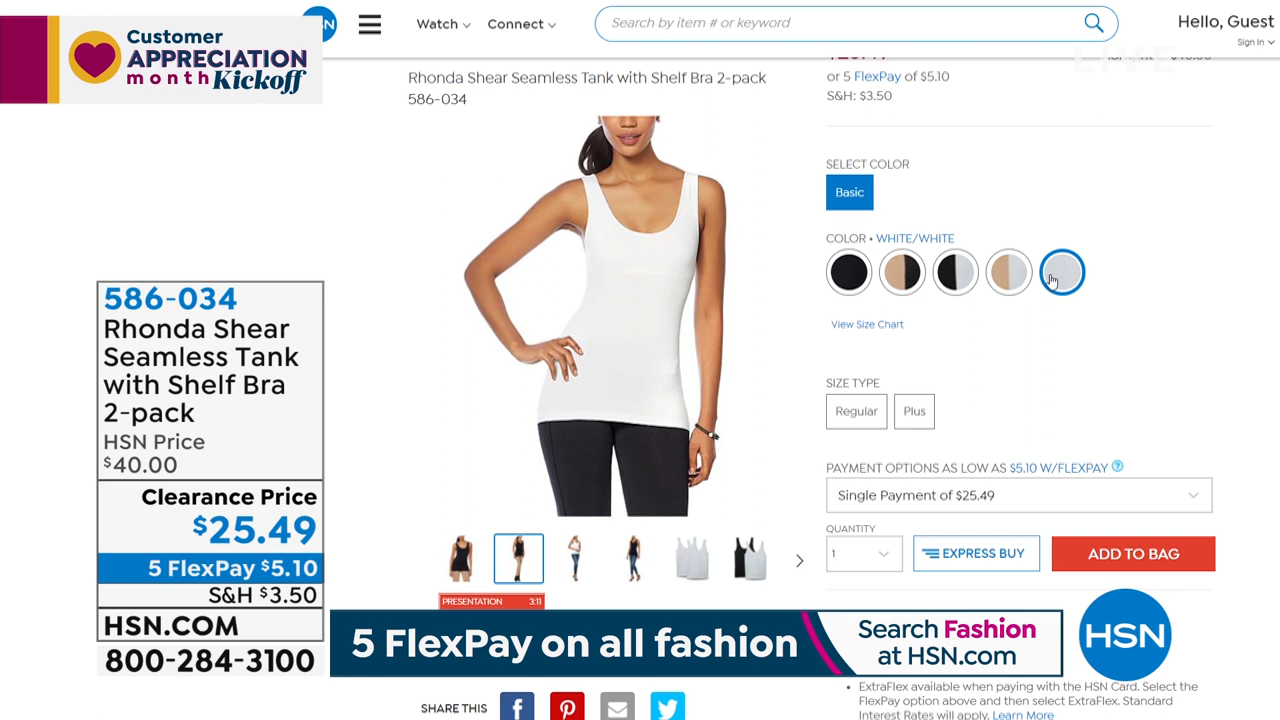 Customer
APPRECIATION
month Kickoff
HSN
Watch
Connect
Search by item # or keyword
Hello, Guest
Sign In
LIVE
Rhonda Shear Seamless Tank with Shelf Bra 2-pack
586-034
or 5 FlexPay of $5.10
S&H: $3.50
SELECT COLOR
Basic
COLOR • WHITE/WHITE
View Size Chart
SIZE TYPE
Regular
Plus
PAYMENT OPTIONS AS LOW AS $5.10 W/FLEXPAY ?
Single Payment of $25.49
QUANTITY
1
EXPRESS BUY
ADD TO BAG
586-034
Rhonda Shear
Seamless Tank
with Shelf Bra
2-pack
HSN Price
$40.00
Clearance Price
$25.49
5 FlexPay $5.10
S&H $3.50
HSN.COM
800-284-3100
PRESENTATION 3:11
5 FlexPay on all fashion
Search Fashion
at HSN.com
HSN
• ExtraFlex available when paying with the HSN Card. Select the
FlexPay option above and then select ExtraFlex. Standard
Interest Rates will apply. Learn More
SHARE THIS